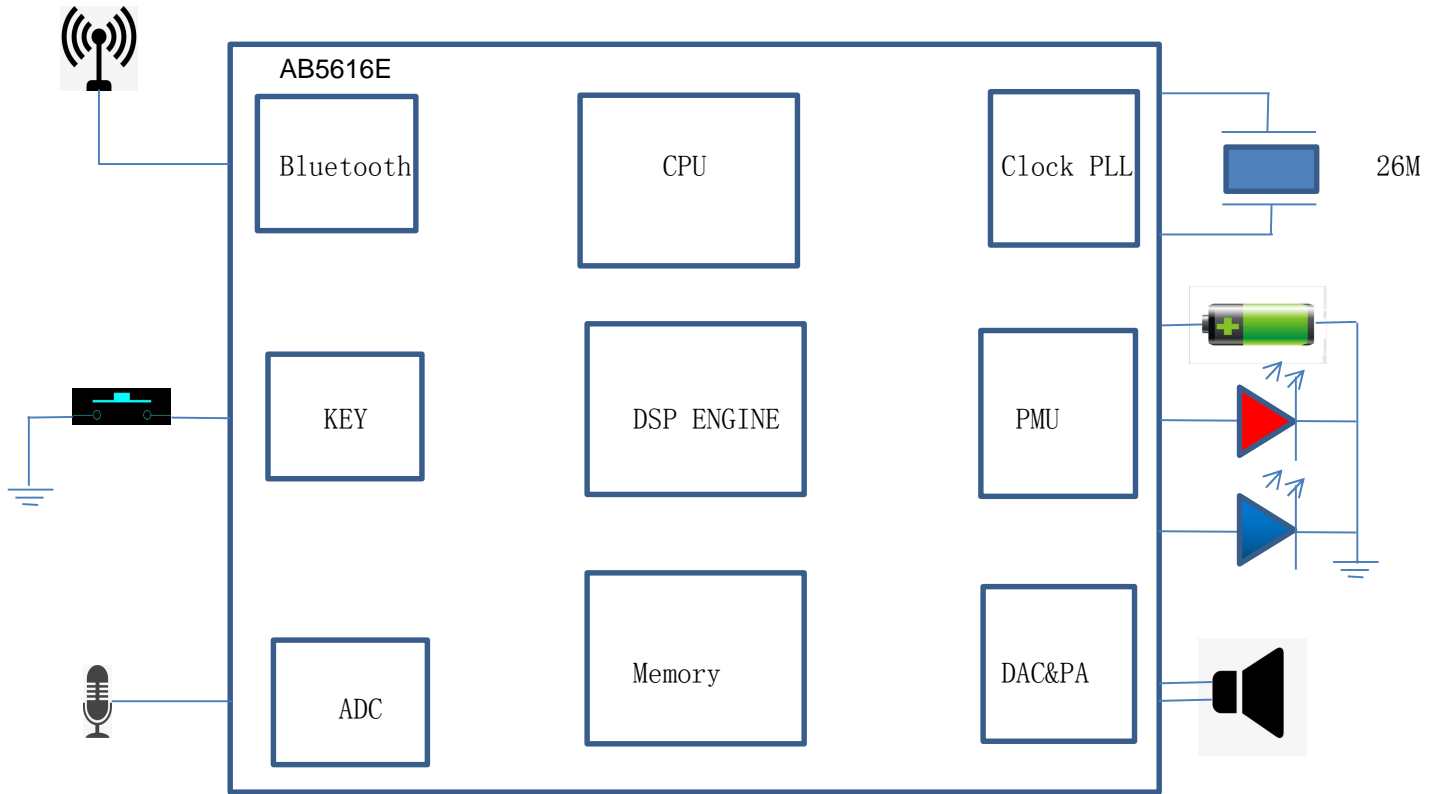 AB5616E
Bluetooth
CPU
Clock PLL
26M
KEY
DSP ENGINE
PMU
ADC
Memory
DAC&PA